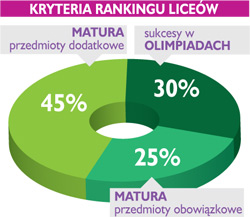 KRYTERIA RANKINGU LICEÓW
MATURA
przedmioty dodatkowe
sukcesy w
OLIMPIADACH
45%
30%
25%
MATURA
przedmioty obowiązkowe